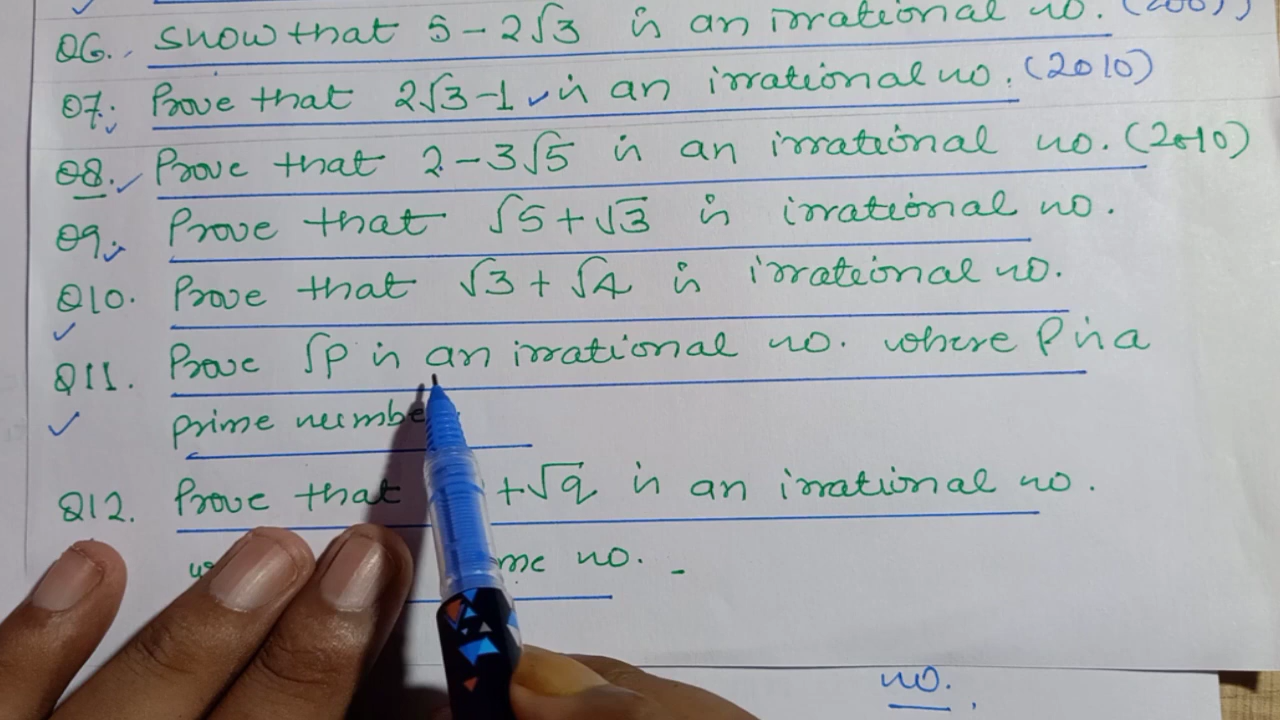 Q6. Show that 5-2√3 is an irrational no.
Q7. Prove that 2√3-1 is an irrational no. (2010)
Q8. Prove that 2-3√5 is an irrational no. (2010)
Q9. Prove that √5+√3 is irrational no.
Q10. Prove that √3+√4 is irrational no.
Q11. Prove √P is an irrational no. where P is a
prime number
Q12. Prove that +√q is an irrational no.
no.
no.